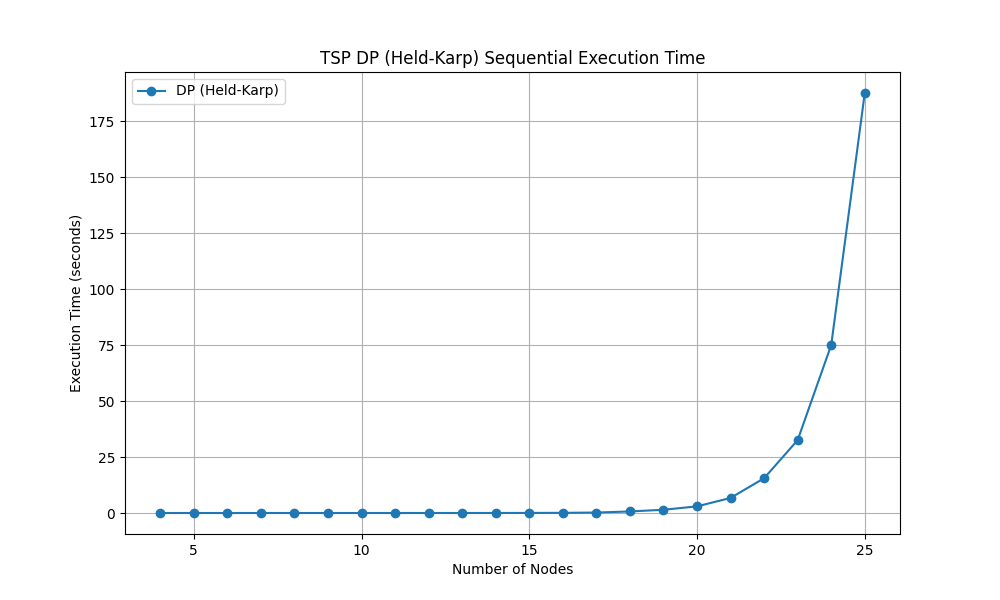 TSP DP (Held-Karp) Sequential Execution Time
DP (Held-Karp)
175
150
125
100
75
50
25
0
Execution Time (seconds)
5 10 15 20 25
Number of Nodes